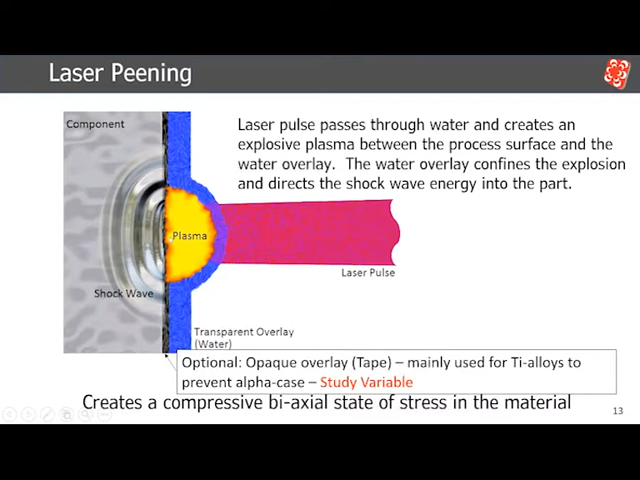 Laser Peening
Component
Laser pulse passes through water and creates an
explosive plasma between the process surface and the
water overlay. The water overlay confines the explosion
and directs the shock wave energy into the part.
Plasma
Laser Pulse
Shock Wave
Transparent Overlay
(Water)
Optional: Opaque overlay (Tape) – mainly used for Ti-alloys to
prevent alpha-case – Study Variable
Creates a compressive bi-axial state of stress in the material
13